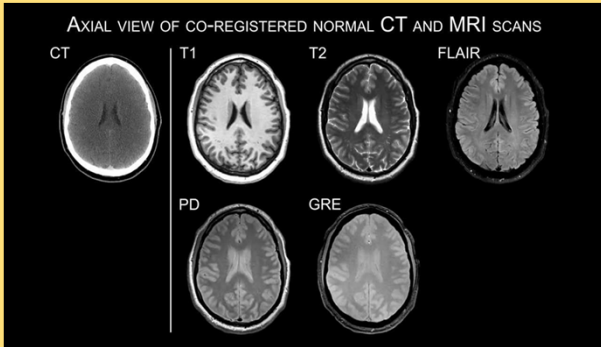 AXIAL VIEW OF CO-REGISTERED NORMAL CT AND MRI SCANS
CT
T1
T2
FLAIR
PD
GRE